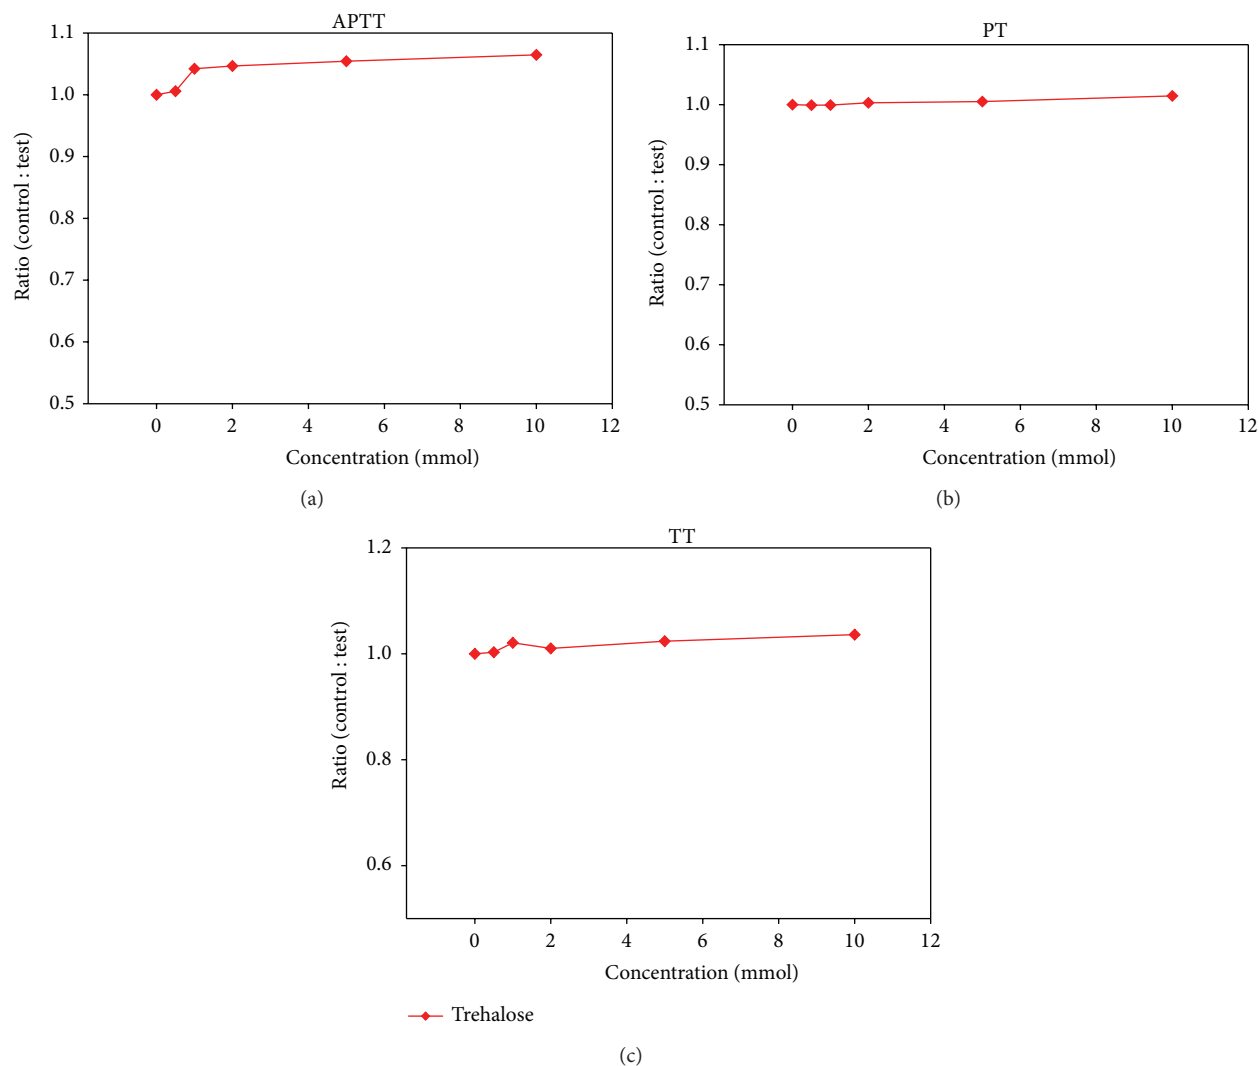 APTT
1.1
1.0
0.9
0.8
0.7
0.6
0.5
Ratio (control : test)
0 2 4 6 8 10 12
Concentration (mmol)
(a)
PT
1.1
1.0
0.9
0.8
0.7
0.6
0.5
Ratio (control : test)
0 2 4 6 8 10 12
Concentration (mmol)
(b)
TT
1.2
1.0
0.8
0.6
Ratio (control : test)
0 2 4 6 8 10 12
Concentration (mmol)
Trehalose
(c)